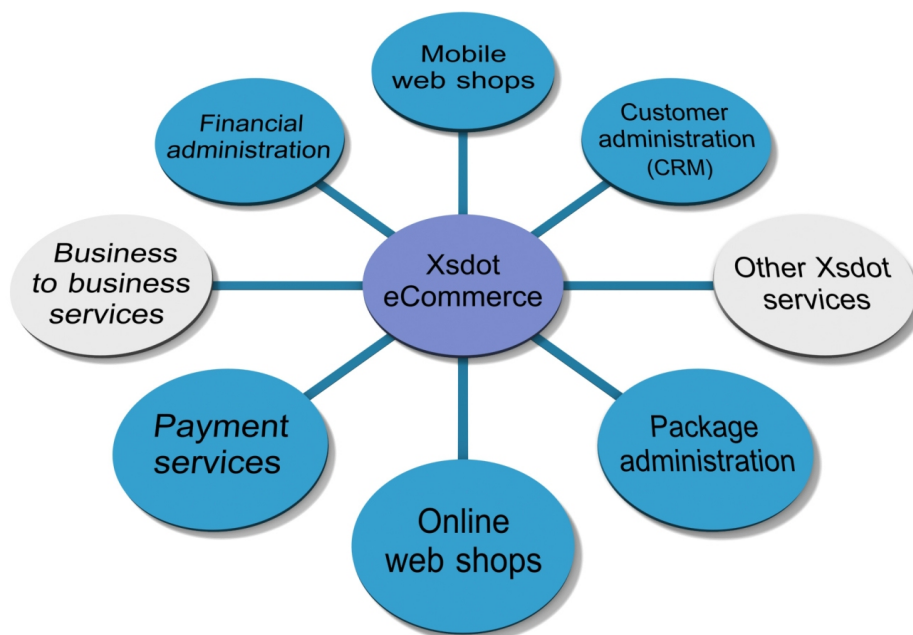 Mobile
web shops
Financial
administration
Customer
administration
(CRM)
Business
to business
services
Xsdot
eCommerce
Other Xsdot
services
Payment
services
Package
administration
Online
web shops